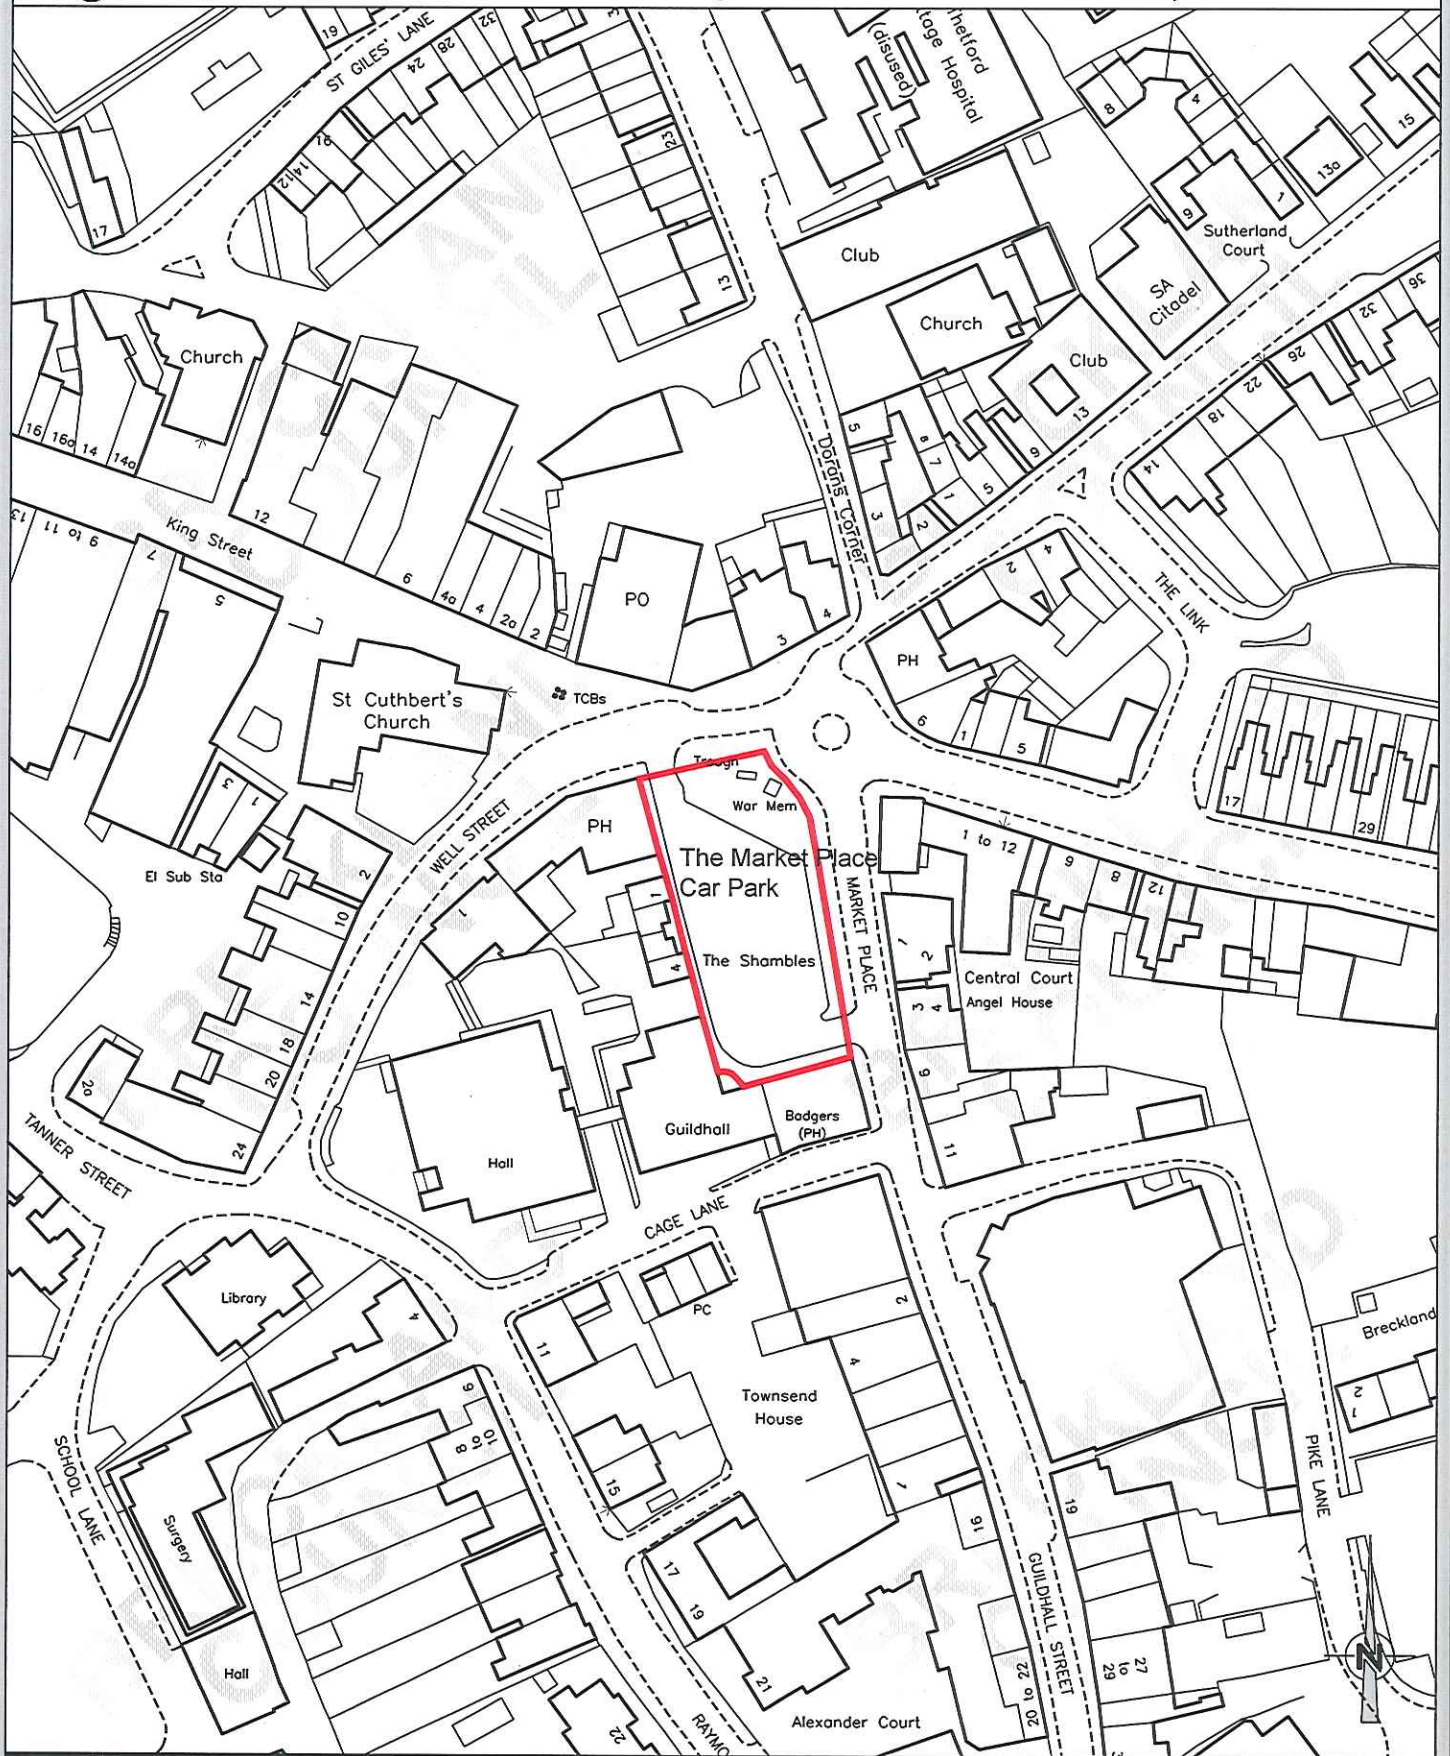 ST GILES' LANE
19
32
28
24
16
14
12
17
23
13
Thetford
ttage Hospital
(disused)
8
4
15
13a
1
9
Sutherland
Court
Club
SA
Citadel
Church
Club
13
36
32
26
22
18
14
Church
16
16a
14
14a
12
King Street
13
9 to 11
7
5
6
4a
4
2a
2
PO
3
4
Dorans Corner
5
8
7
6
1
5
3
2
2
4
THE LINK
PH
6
1
5
St Cuthbert's
Church
TCBs
Trough
War Mem
17
29
3
1
El Sub Sta
2
WELL STREET
PH
The Market Place
Car Park
1
4
The Shambles
MARKET PLACE
1 to 12
9
8
12
1
2
Central Court
Angel House
3
4
6
11
10
14
18
20
24
2a
TANNER STREET
1
Hall
Guildhall
Badgers
(PH)
CAGE LANE
Library
4
PC
11
2
4
Townsend
House
Breckland
2
1
SCHOOL LANE
Surgery
6
8
to
10
15
7
16
19
PIKE LANE
17
19
21
GUILDHALL STREET
27
to
29
Hall
22
RAYMO
Alexander Court
20 to 22
N